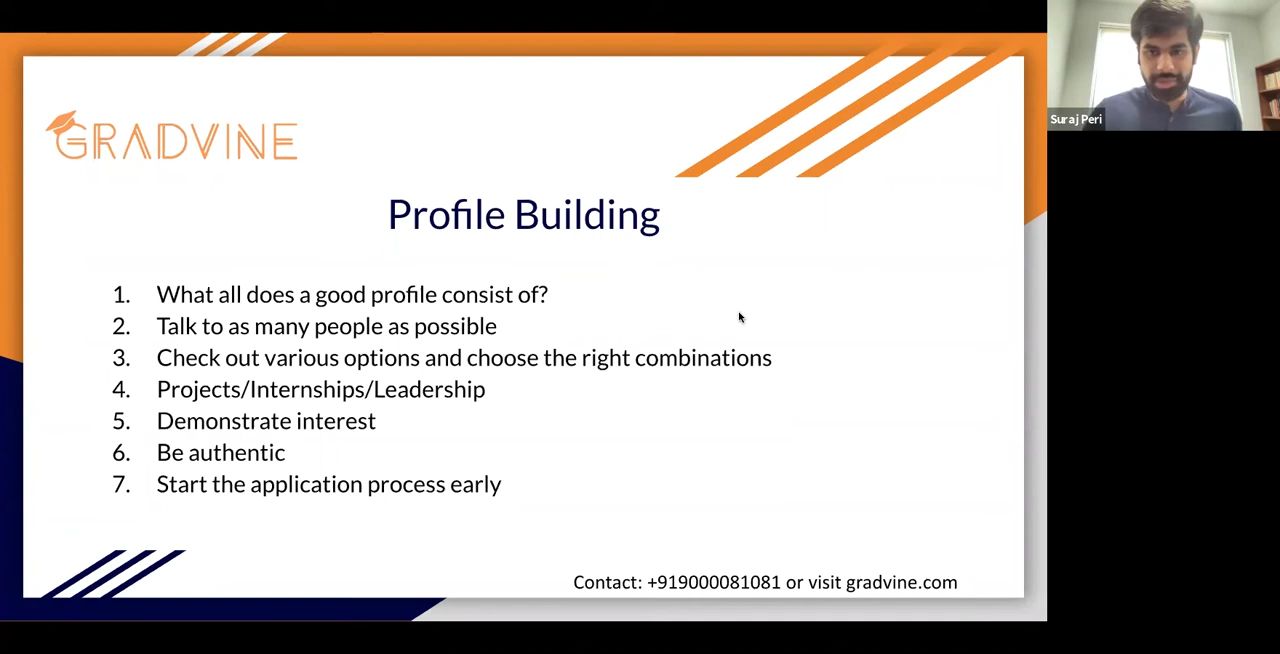 GRADVINE
Suraj Peri
Profile Building
1. What all does a good profile consist of?
2. Talk to as many people as possible
3. Check out various options and choose the right combinations
4. Projects/Internships/Leadership
5. Demonstrate interest
6. Be authentic
7. Start the application process early
Contact: +919000081081 or visit gradvine.com